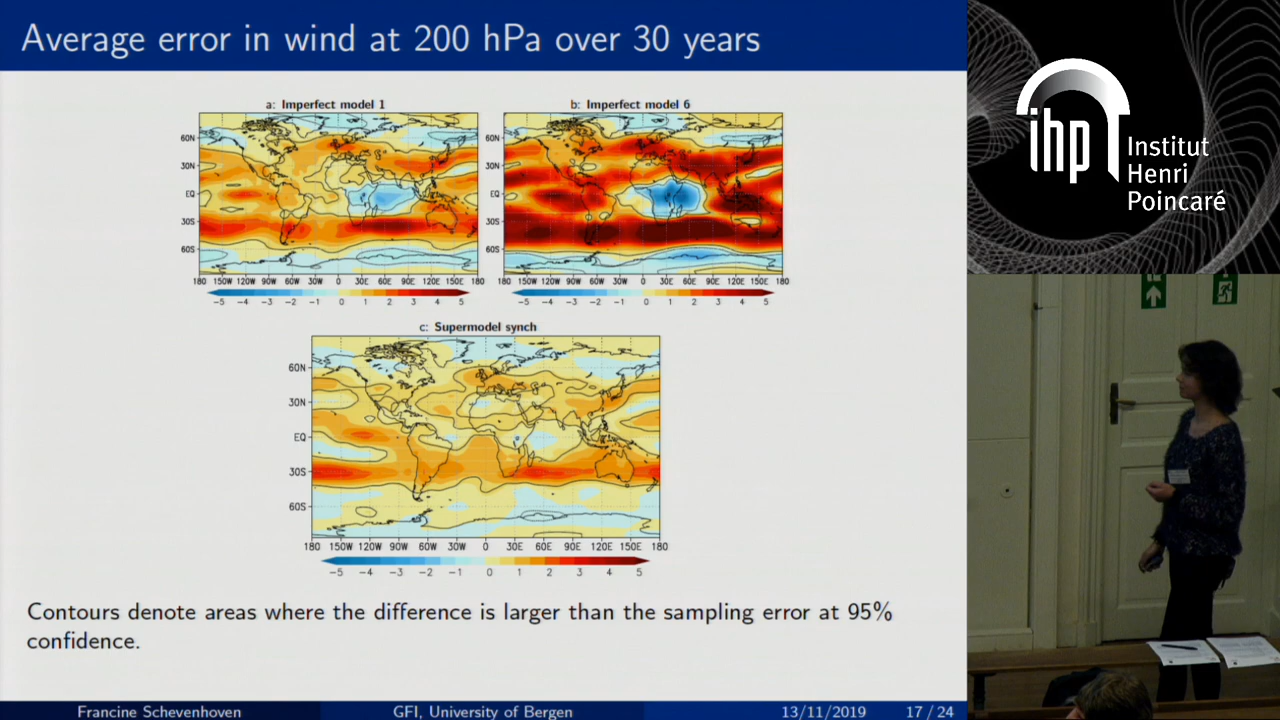 Average error in wind at 200 hPa over 30 years
a: Imperfect model 1
b: Imperfect model 6
60N
30N
EQ
30S
60S
180 150W 120W 90W 60W 30W 0 30E 60E 90E 120E 150E 180
-5 -4 -3 -2 -1 0 1 2 3 4 5
60N
30N
EQ
30S
60S
180 150W 120W 90W 60W 30W 0 30E 60E 90E 120E 150E 180
-5 -4 -3 -2 -1 0 1 2 3 4 5
c: Supermodel synch
60N
30N
EQ
30S
60S
180 150W 120W 90W 60W 30W 0 30E 60E 90E 120E 150E 180
-5 -4 -3 -2 -1 0 1 2 3 4 5
Contours denote areas where the difference is larger than the sampling error at 95%
confidence.
Francine Schevenhoven GFI, University of Bergen 13/11/2019 17 / 24
ihp
Institut
Henri
Poincaré